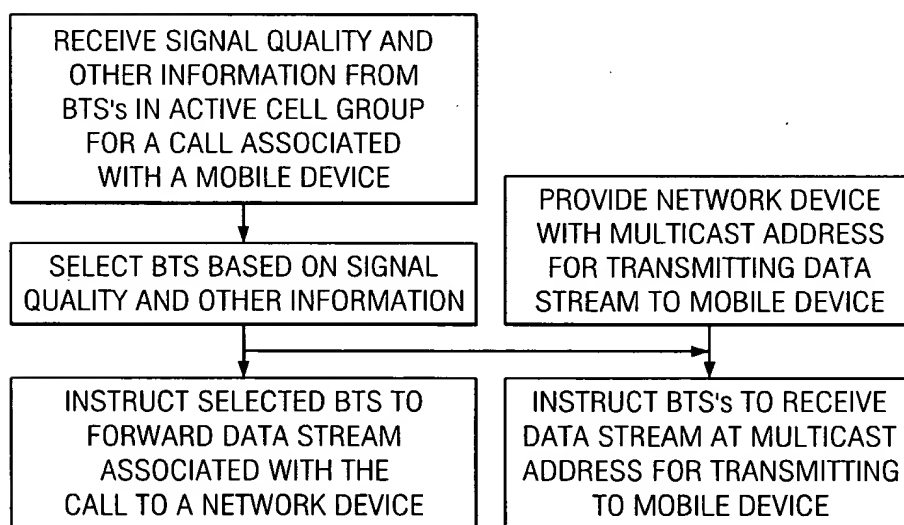 RECEIVE SIGNAL QUALITY AND
OTHER INFORMATION FROM
BTS's IN ACTIVE CELL GROUP
FOR A CALL ASSOCIATED
WITH A MOBILE DEVICE
PROVIDE NETWORK DEVICE
WITH MULTICAST ADDRESS
FOR TRANSMITTING DATA
STREAM TO MOBILE DEVICE
SELECT BTS BASED ON SIGNAL
QUALITY AND OTHER INFORMATION
INSTRUCT SELECTED BTS TO
FORWARD DATA STREAM
ASSOCIATED WITH THE
CALL TO A NETWORK DEVICE
INSTRUCT BTS's TO RECEIVE
DATA STREAM AT MULTICAST
ADDRESS FOR TRANSMITTING
TO MOBILE DEVICE